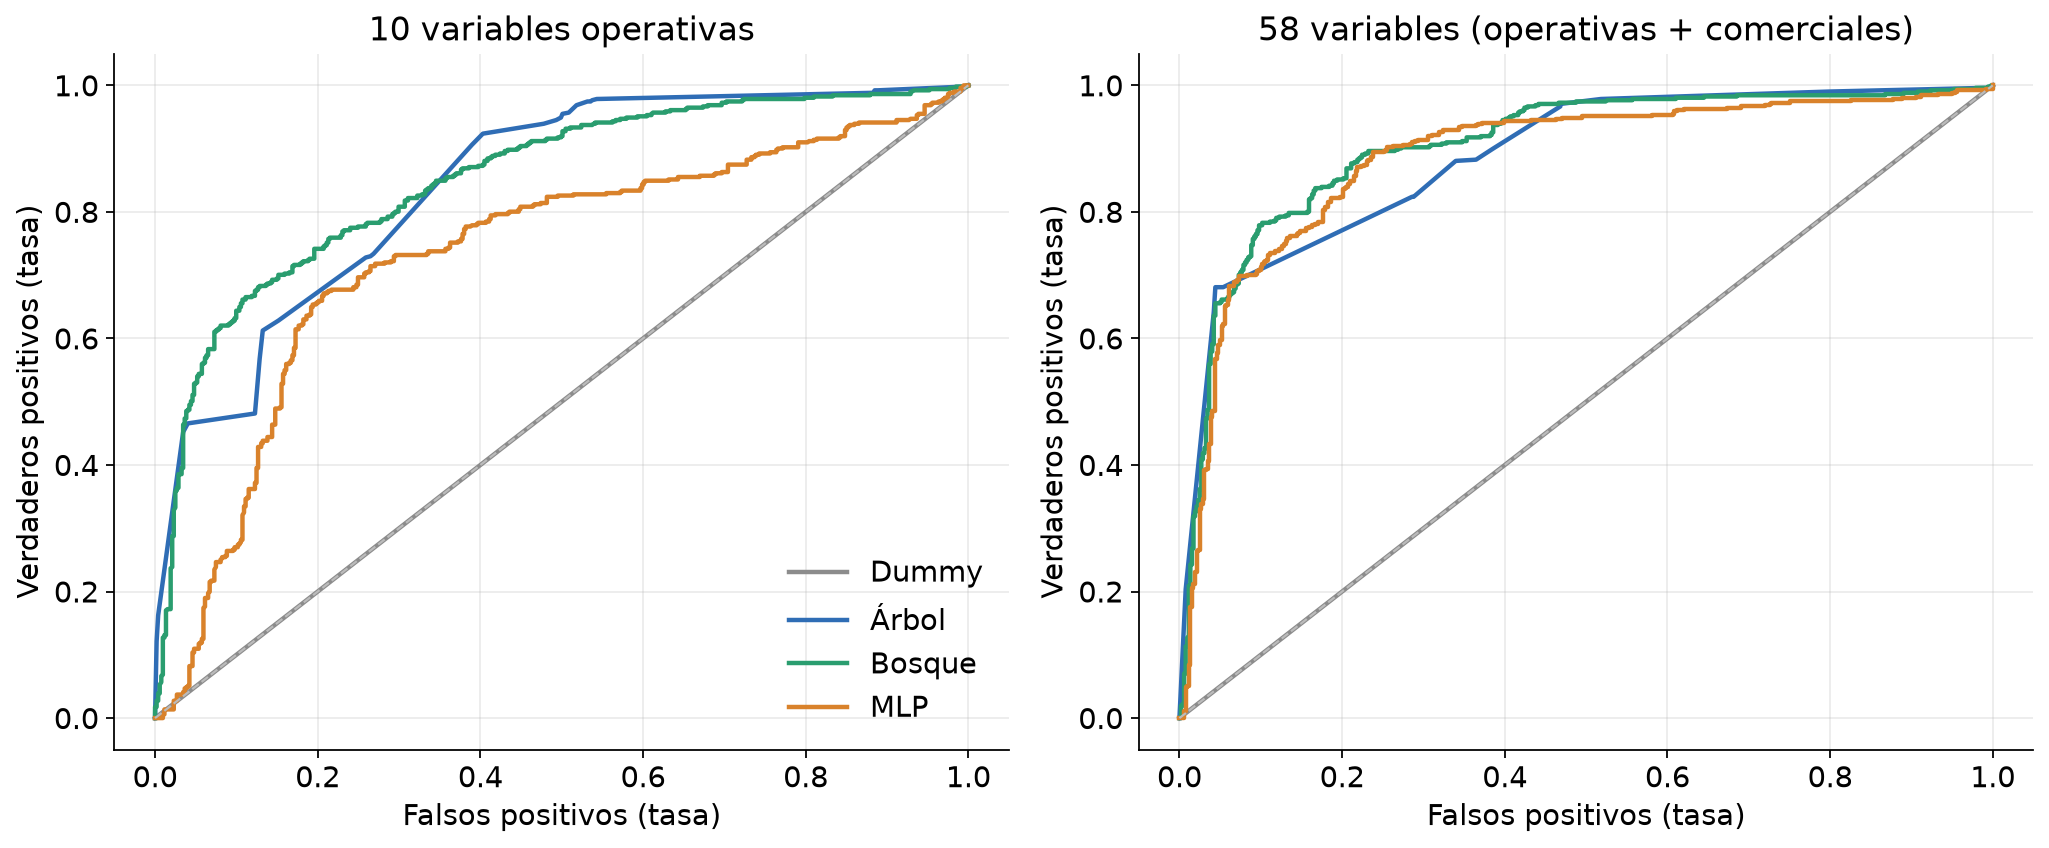 10 variables operativas
Verdaderos positivos (tasa)
1.0
0.8
0.6
0.4
0.2
0.0
Dummy
Árbol
Bosque
MLP
0.0 0.2 0.4 0.6 0.8 1.0
Falsos positivos (tasa)
58 variables (operativas + comerciales)
Verdaderos positivos (tasa)
1.0
0.8
0.6
0.4
0.2
0.0
0.0 0.2 0.4 0.6 0.8 1.0
Falsos positivos (tasa)